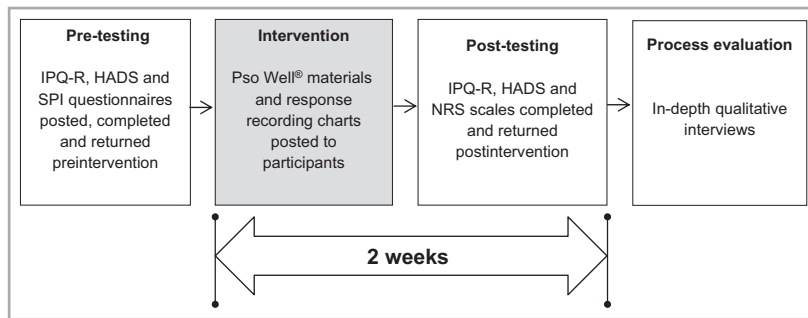 Pre-testing
IPQ-R, HADS and
SPI questionnaires
posted, completed
and returned
preintervention
Intervention
Pso Well® materials
and response
recording charts
posted to
participants
Post-testing
IPQ-R, HADS and
NRS scales completed
and returned
postintervention
Process evaluation
In-depth qualitative
interviews
2 weeks